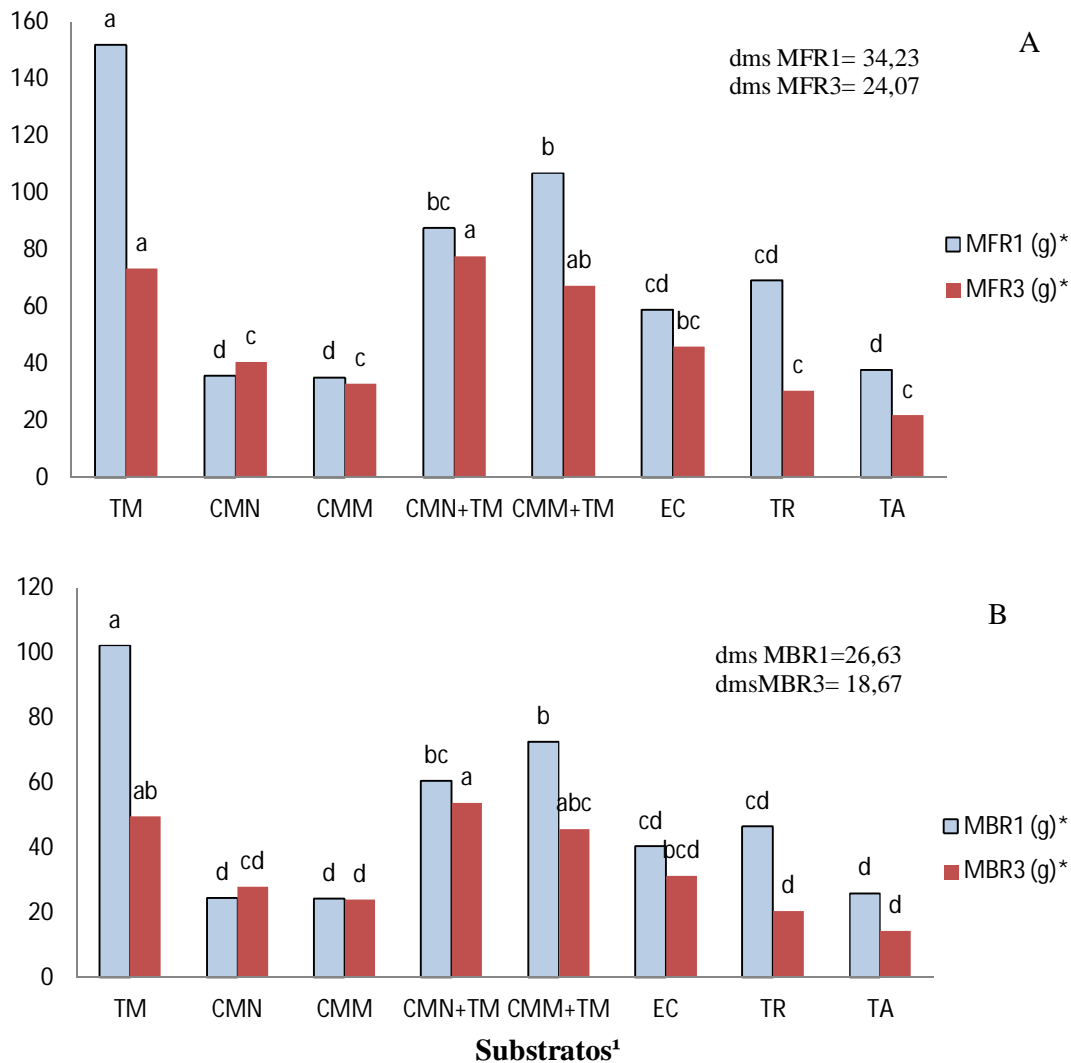 160
140
120
100
80
60
40
20
0
A
dms MFR1= 34,23
dms MFR3= 24,07
a a
d c
d c
bc a
b ab
cd bc
cd c
d c
MFR1 (g)*
MFR3 (g)*
TM CMN CMM CMN+TM CMM+TM EC TR TA
120
100
80
60
40
20
0
B
dms MBR1=26,63
dmsMBR3= 18,67
a ab
d cd
d d
bc a
b abc
cd bcd
cd d
d d
MBR1 (g)*
MBR3 (g)*
TM CMN CMM CMN+TM CMM+TM EC TR TA
Substratos¹